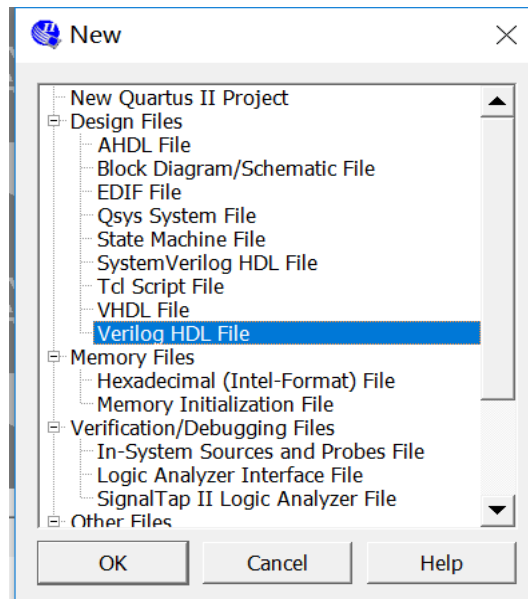 New
New Quartus II Project
Design Files
AHDL File
Block Diagram/Schematic File
EDIF File
Qsys System File
State Machine File
SystemVerilog HDL File
Tcl Script File
VHDL File
Verilog HDL File
Memory Files
Hexadecimal (Intel-Format) File
Memory Initialization File
Verification/Debugging Files
In-System Sources and Probes File
Logic Analyzer Interface File
SignalTap II Logic Analyzer File
Other Files
OK Cancel Help